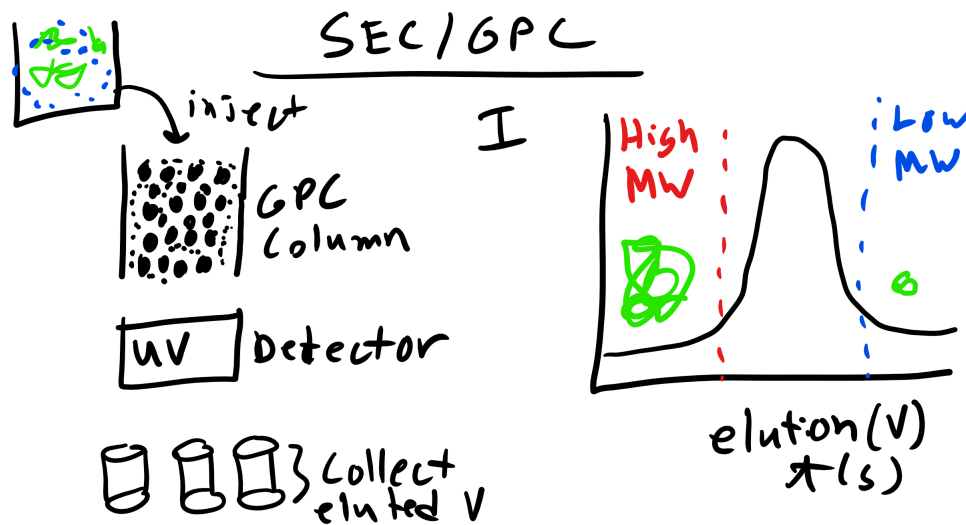 SEC/GPC
inject
GPC
Column
UV
Detector
Collect
eluted V
I
High
MW
Low
MW
elution(V)
t(s)